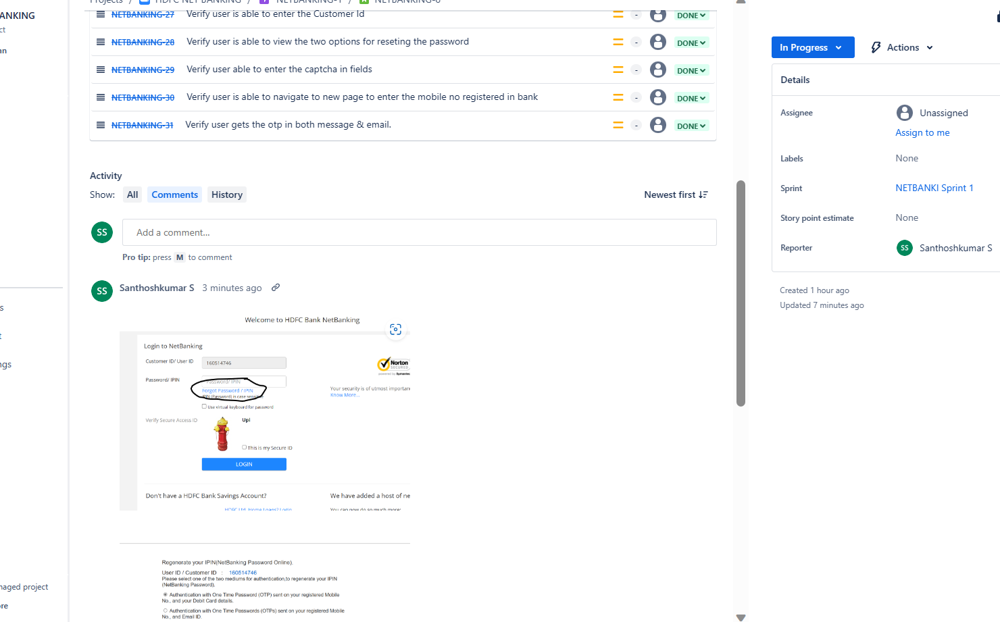 Projects / HDFC NET BANKING / NETBANKING-1 / NETBANKING-6
ANKING
ct
an
NETBANKING-27 Verify user is able to enter the Customer Id - DONE
NETBANKING-28 Verify user is able to view the two options for reseting the password - DONE
NETBANKING-29 Verify user able to enter the captcha in fields - DONE
NETBANKING-30 Verify user is able to navigate to new page to enter the mobile no registered in bank - DONE
NETBANKING-31 Verify user gets the otp in both message & email. - DONE
Activity
Show: All Comments History Newest first
SS Add a comment...
Pro tip: press M to comment
SS Santhoshkumar S 3 minutes ago
Welcome to HDFC Bank NetBanking
Login to NetBanking
Customer ID/ User ID 160514746
Norton
SECURED
powered by Symantec
Password/ IPIN Password/ IPIN
Forgot Password / IPIN
IPIN (Password) is case sensitive
Your security is of utmost importan
Know More...
Use virtual keyboard for password
Verify Secure Access ID Upi
This is my Secure ID
LOGIN
Don't have a HDFC Bank Savings Account? We have added a host of ne
HDFC Ltd. Home Loans? Login You can now do so much more:
Regenerate your IPIN(NetBanking Password Online).
User ID / Customer ID : 160514746
Please select one of the two mediums for authentication,to regenerate your IPIN
(NetBanking Password).
Authentication with One Time Password (OTP) sent on your registered Mobile
No., and your Debit Card details.
Authentication with One Time Passwords (OTPs) sent on your registered Mobile
No., and Email ID.
s
t
ngs
naged project
re
In Progress Actions
Details
Assignee Unassigned
Assign to me
Labels None
Sprint NETBANKI Sprint 1
Story point estimate None
Reporter SS Santhoshkumar S
Created 1 hour ago
Updated 7 minutes ago